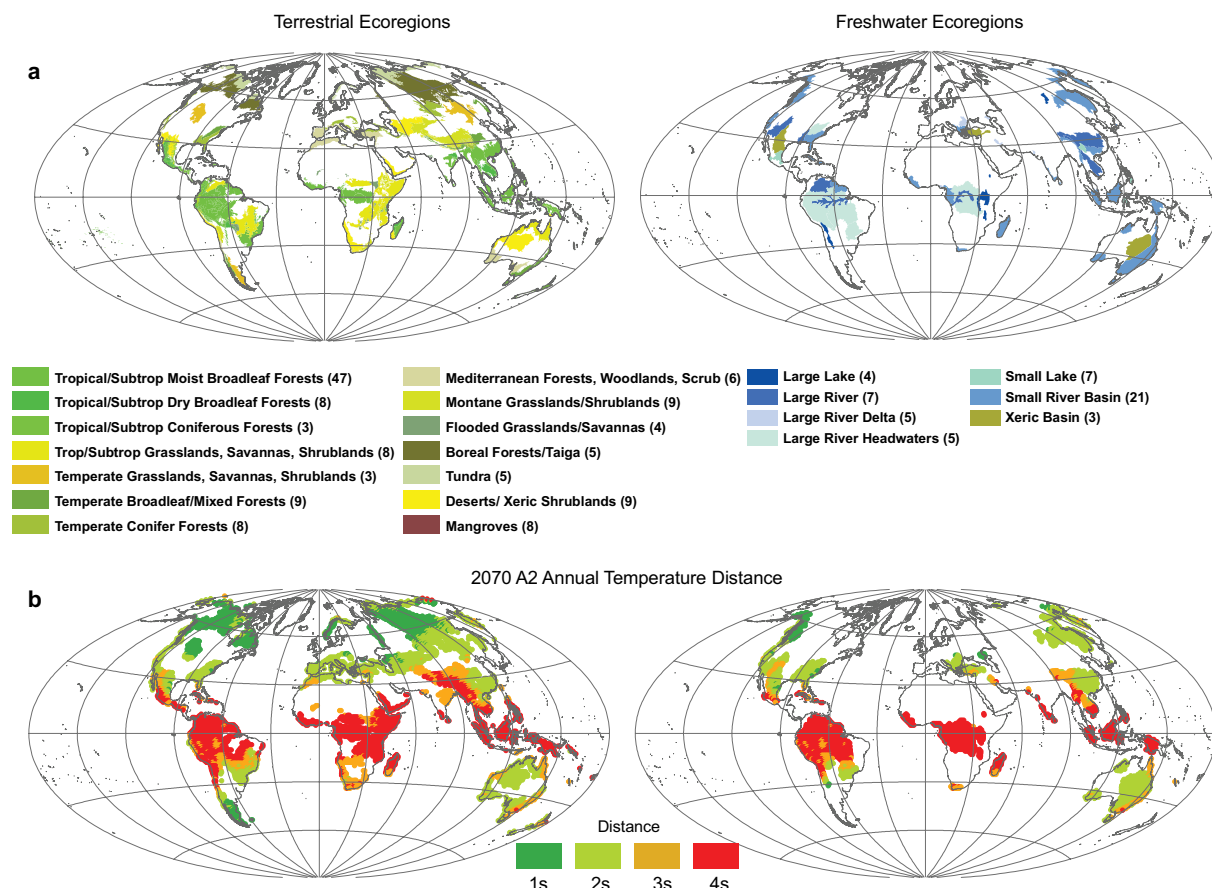 Terrestrial Ecoregions
Freshwater Ecoregions
a
Tropical/Subtrop Moist Broadleaf Forests (47)
Tropical/Subtrop Dry Broadleaf Forests (8)
Tropical/Subtrop Coniferous Forests (3)
Trop/Subtrop Grasslands, Savannas, Shrublands (8)
Temperate Grasslands, Savannas, Shrublands (3)
Temperate Broadleaf/Mixed Forests (9)
Temperate Conifer Forests (8)
Mediterranean Forests, Woodlands, Scrub (6)
Montane Grasslands/Shrublands (9)
Flooded Grasslands/Savannas (4)
Boreal Forests/Taiga (5)
Tundra (5)
Deserts/ Xeric Shrublands (9)
Mangroves (8)
Large Lake (4)
Large River (7)
Large River Delta (5)
Large River Headwaters (5)
Small Lake (7)
Small River Basin (21)
Xeric Basin (3)
2070 A2 Annual Temperature Distance
b
Distance
1s
2s
3s
4s